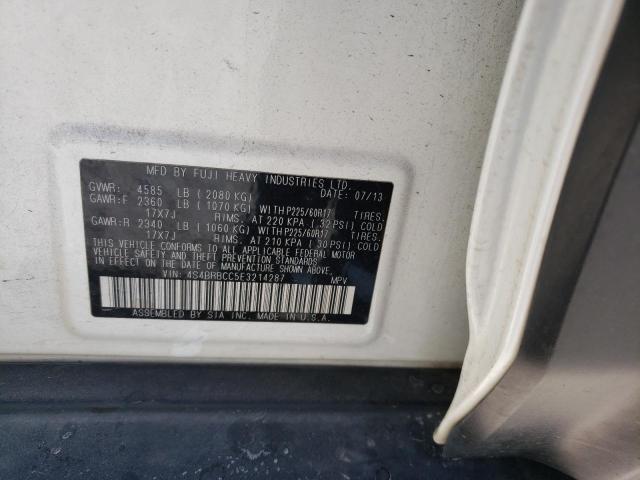 MFD BY FUJI HEAVY INDUSTRIES LTD.
GVWR: 4585 LB ( 2080 KG) DATE: 07/13
GAWR:F 2360 LB ( 1070 KG) WITH P225/60R17 TIRES.
17X7J RIMS. AT 220 KPA ( 32 PSI) COLD
GAWR:R 2340 LB ( 1060 KG) WITH P225/60R17 TIRES.
17X7J RIMS. AT 210 KPA ( 30 PSI) COLD
THIS VEHICLE CONFORMS TO ALL APPLICABLE FEDERAL MOTOR
VEHICLE SAFETY AND THEFT PREVENTION STANDARDS IN EFFECT
ON THE DATE OF MANUFACTURE SHOWN ABOVE.
VIN: 4S4BRBCC5E3214287 MPV
ASSEMBLED BY SIA INC. MADE IN U.S.A.